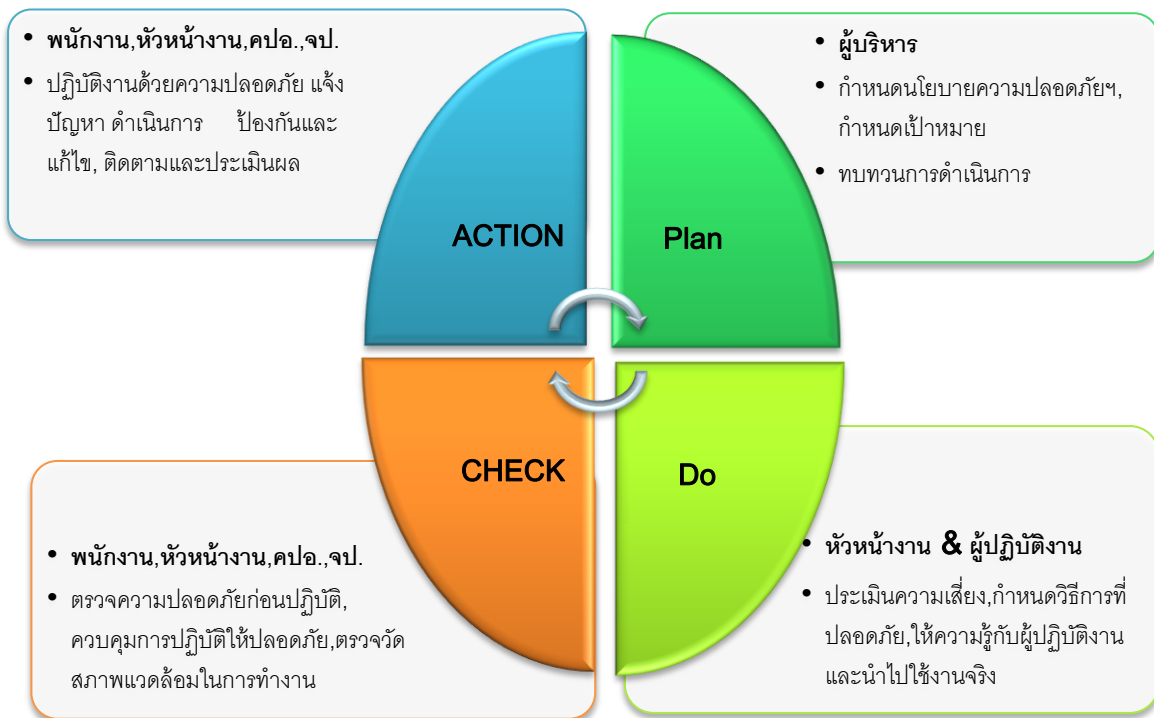 • พนักงาน,หัวหน้างาน,คปอ.,จป.
• ปฏิบัติงานด้วยความปลอดภัย แจ้ง
ปัญหา ดำเนินการ ป้องกันและ
แก้ไข, ติดตามและประเมินผล
ACTION
• ผู้บริหาร
• กำหนดนโยบายความปลอดภัยฯ,
กำหนดเป้าหมาย
• ทบทวนการดำเนินการ
Plan
CHECK
• พนักงาน,หัวหน้างาน,คปอ.,จป.
• ตรวจความปลอดภัยก่อนปฏิบัติ,
ควบคุมการปฏิบัติให้ปลอดภัย,ตรวจวัด
สภาพแวดล้อมในการทำงาน
Do
• หัวหน้างาน & ผู้ปฏิบัติงาน
• ประเมินความเสี่ยง,กำหนดวิธีการที่
ปลอดภัย,ให้ความรู้กับผู้ปฏิบัติงาน
และนำไปใช้งานจริง